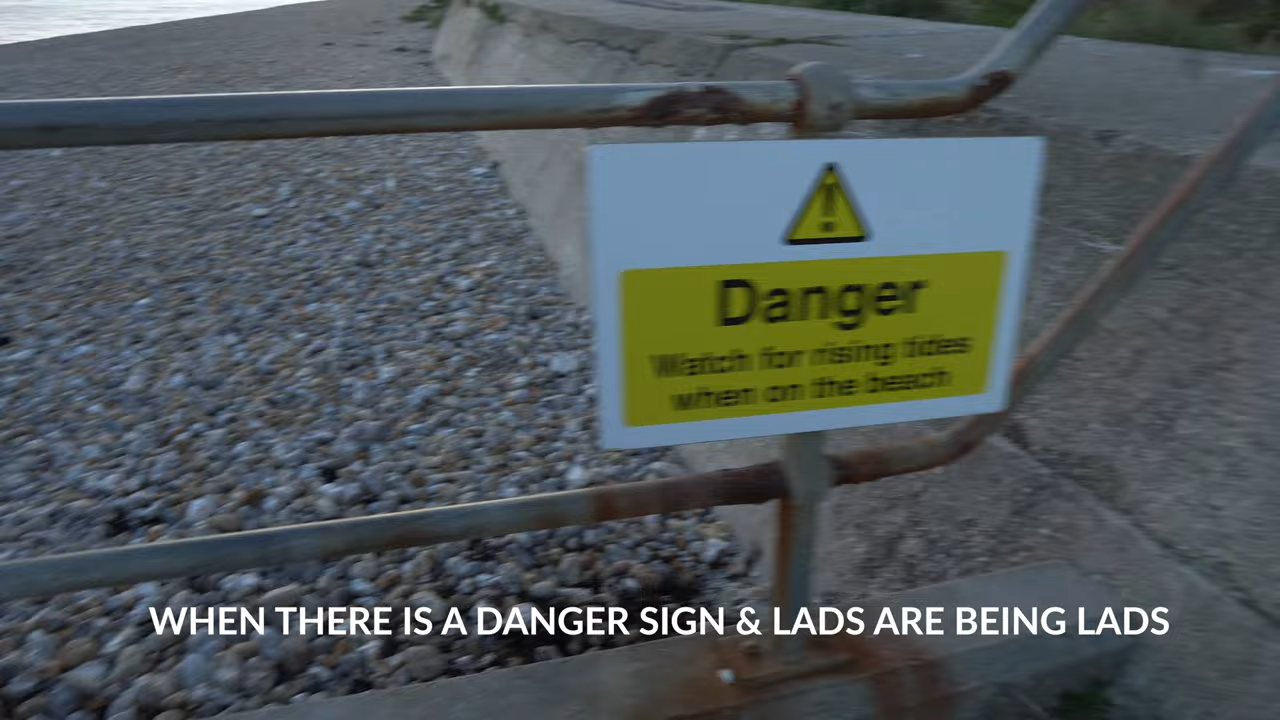 Danger
Watch for rising tides
when on the beach
WHEN THERE IS A DANGER SIGN & LADS ARE BEING LADS